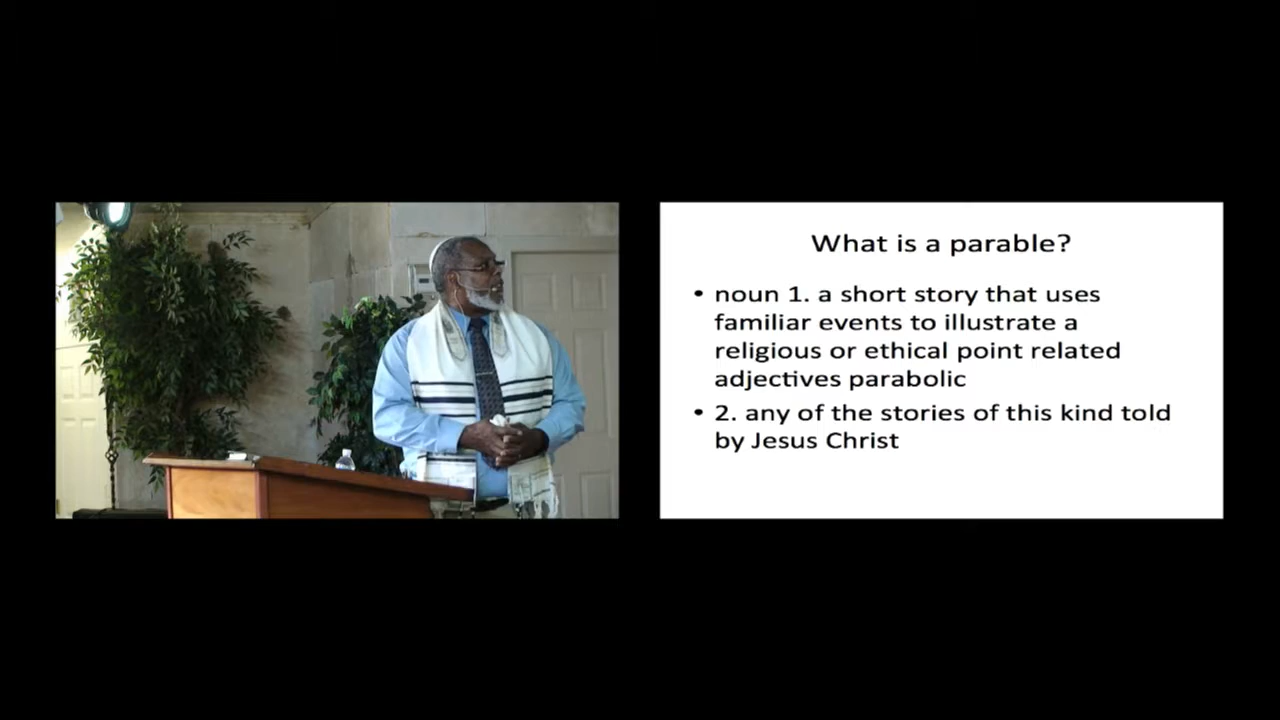 What is a parable?
• noun 1. a short story that uses
familiar events to illustrate a
religious or ethical point related
adjectives parabolic
• 2. any of the stories of this kind told
by Jesus Christ